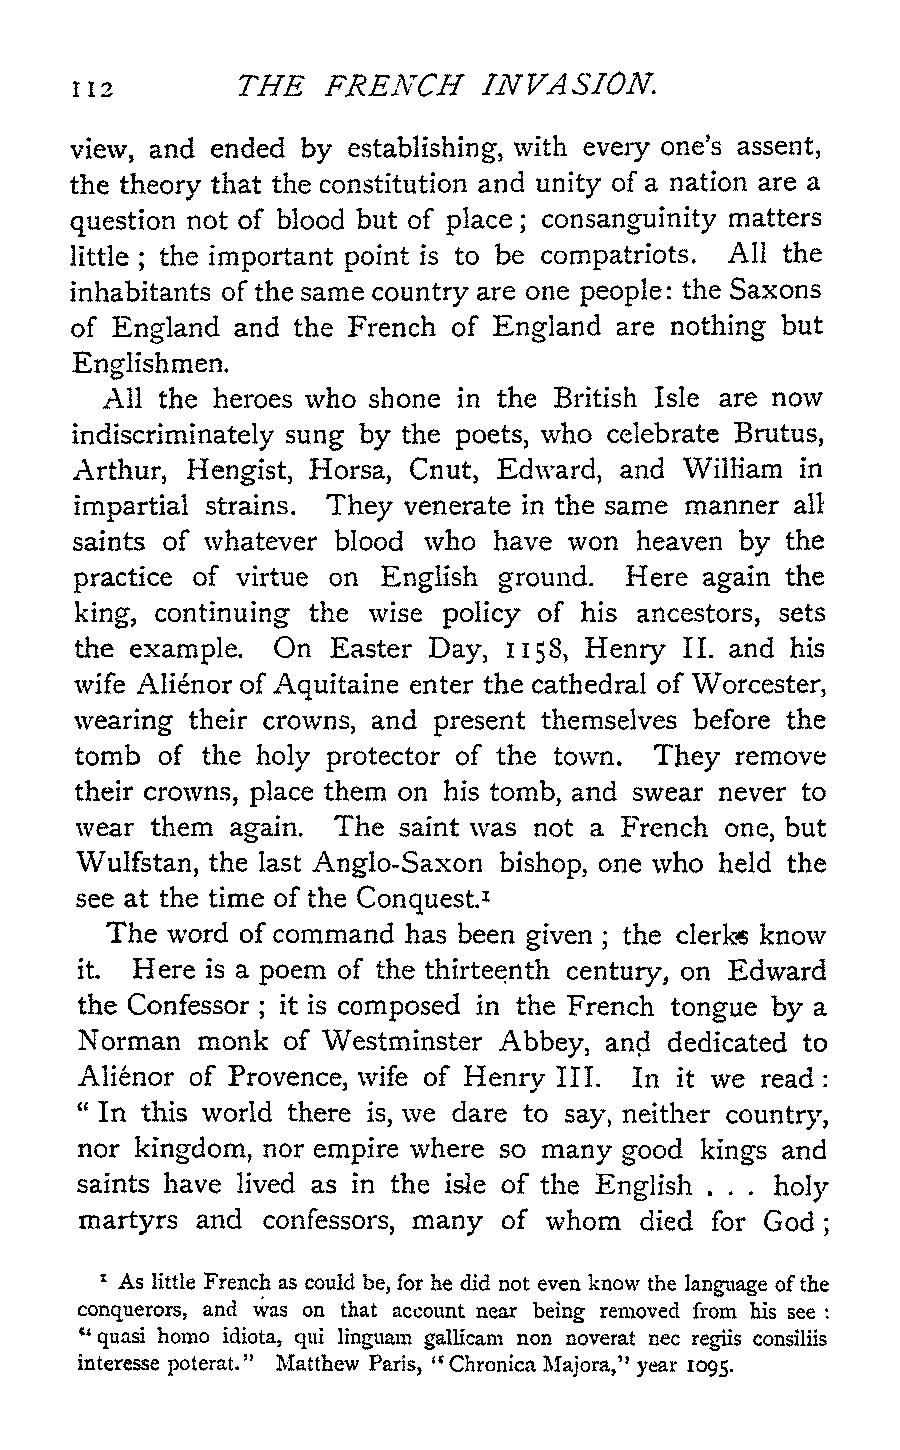 112 THE FRENCH INVASION.
view, and ended by establishing, with every one's assent,
the theory that the constitution and unity of a nation are a
question not of blood but of place; consanguinity matters
little ; the important point is to be compatriots. All the
inhabitants of the same country are one people: the Saxons
of England and the French of England are nothing but
Englishmen.
All the heroes who shone in the British Isle are now
indiscriminately sung by the poets, who celebrate Brutus,
Arthur, Hengist, Horsa, Cnut, Edward, and William in
impartial strains. They venerate in the same manner all
saints of whatever blood who have won heaven by the
practice of virtue on English ground. Here again the
king, continuing the wise policy of his ancestors, sets
the example. On Easter Day, 1158, Henry II. and his
wife Aliénor of Aquitaine enter the cathedral of Worcester,
wearing their crowns, and present themselves before the
tomb of the holy protector of the town. They remove
their crowns, place them on his tomb, and swear never to
wear them again. The saint was not a French one, but
Wulfstan, the last Anglo-Saxon bishop, one who held the
see at the time of the Conquest.¹
The word of command has been given ; the clerks know
it. Here is a poem of the thirteenth century, on Edward
the Confessor ; it is composed in the French tongue by a
Norman monk of Westminster Abbey, and dedicated to
Aliénor of Provence, wife of Henry III. In it we read :
“ In this world there is, we dare to say, neither country,
nor kingdom, nor empire where so many good kings and
saints have lived as in the isle of the English . . . holy
martyrs and confessors, many of whom died for God ;
¹ As little French as could be, for he did not even know the language of the
conquerors, and was on that account near being removed from his see :
“ quasi homo idiota, qui linguam gallicam non noverat nec regiis consiliis
interesse poterat.” Matthew Paris, “ Chronica Majora,” year 1095.